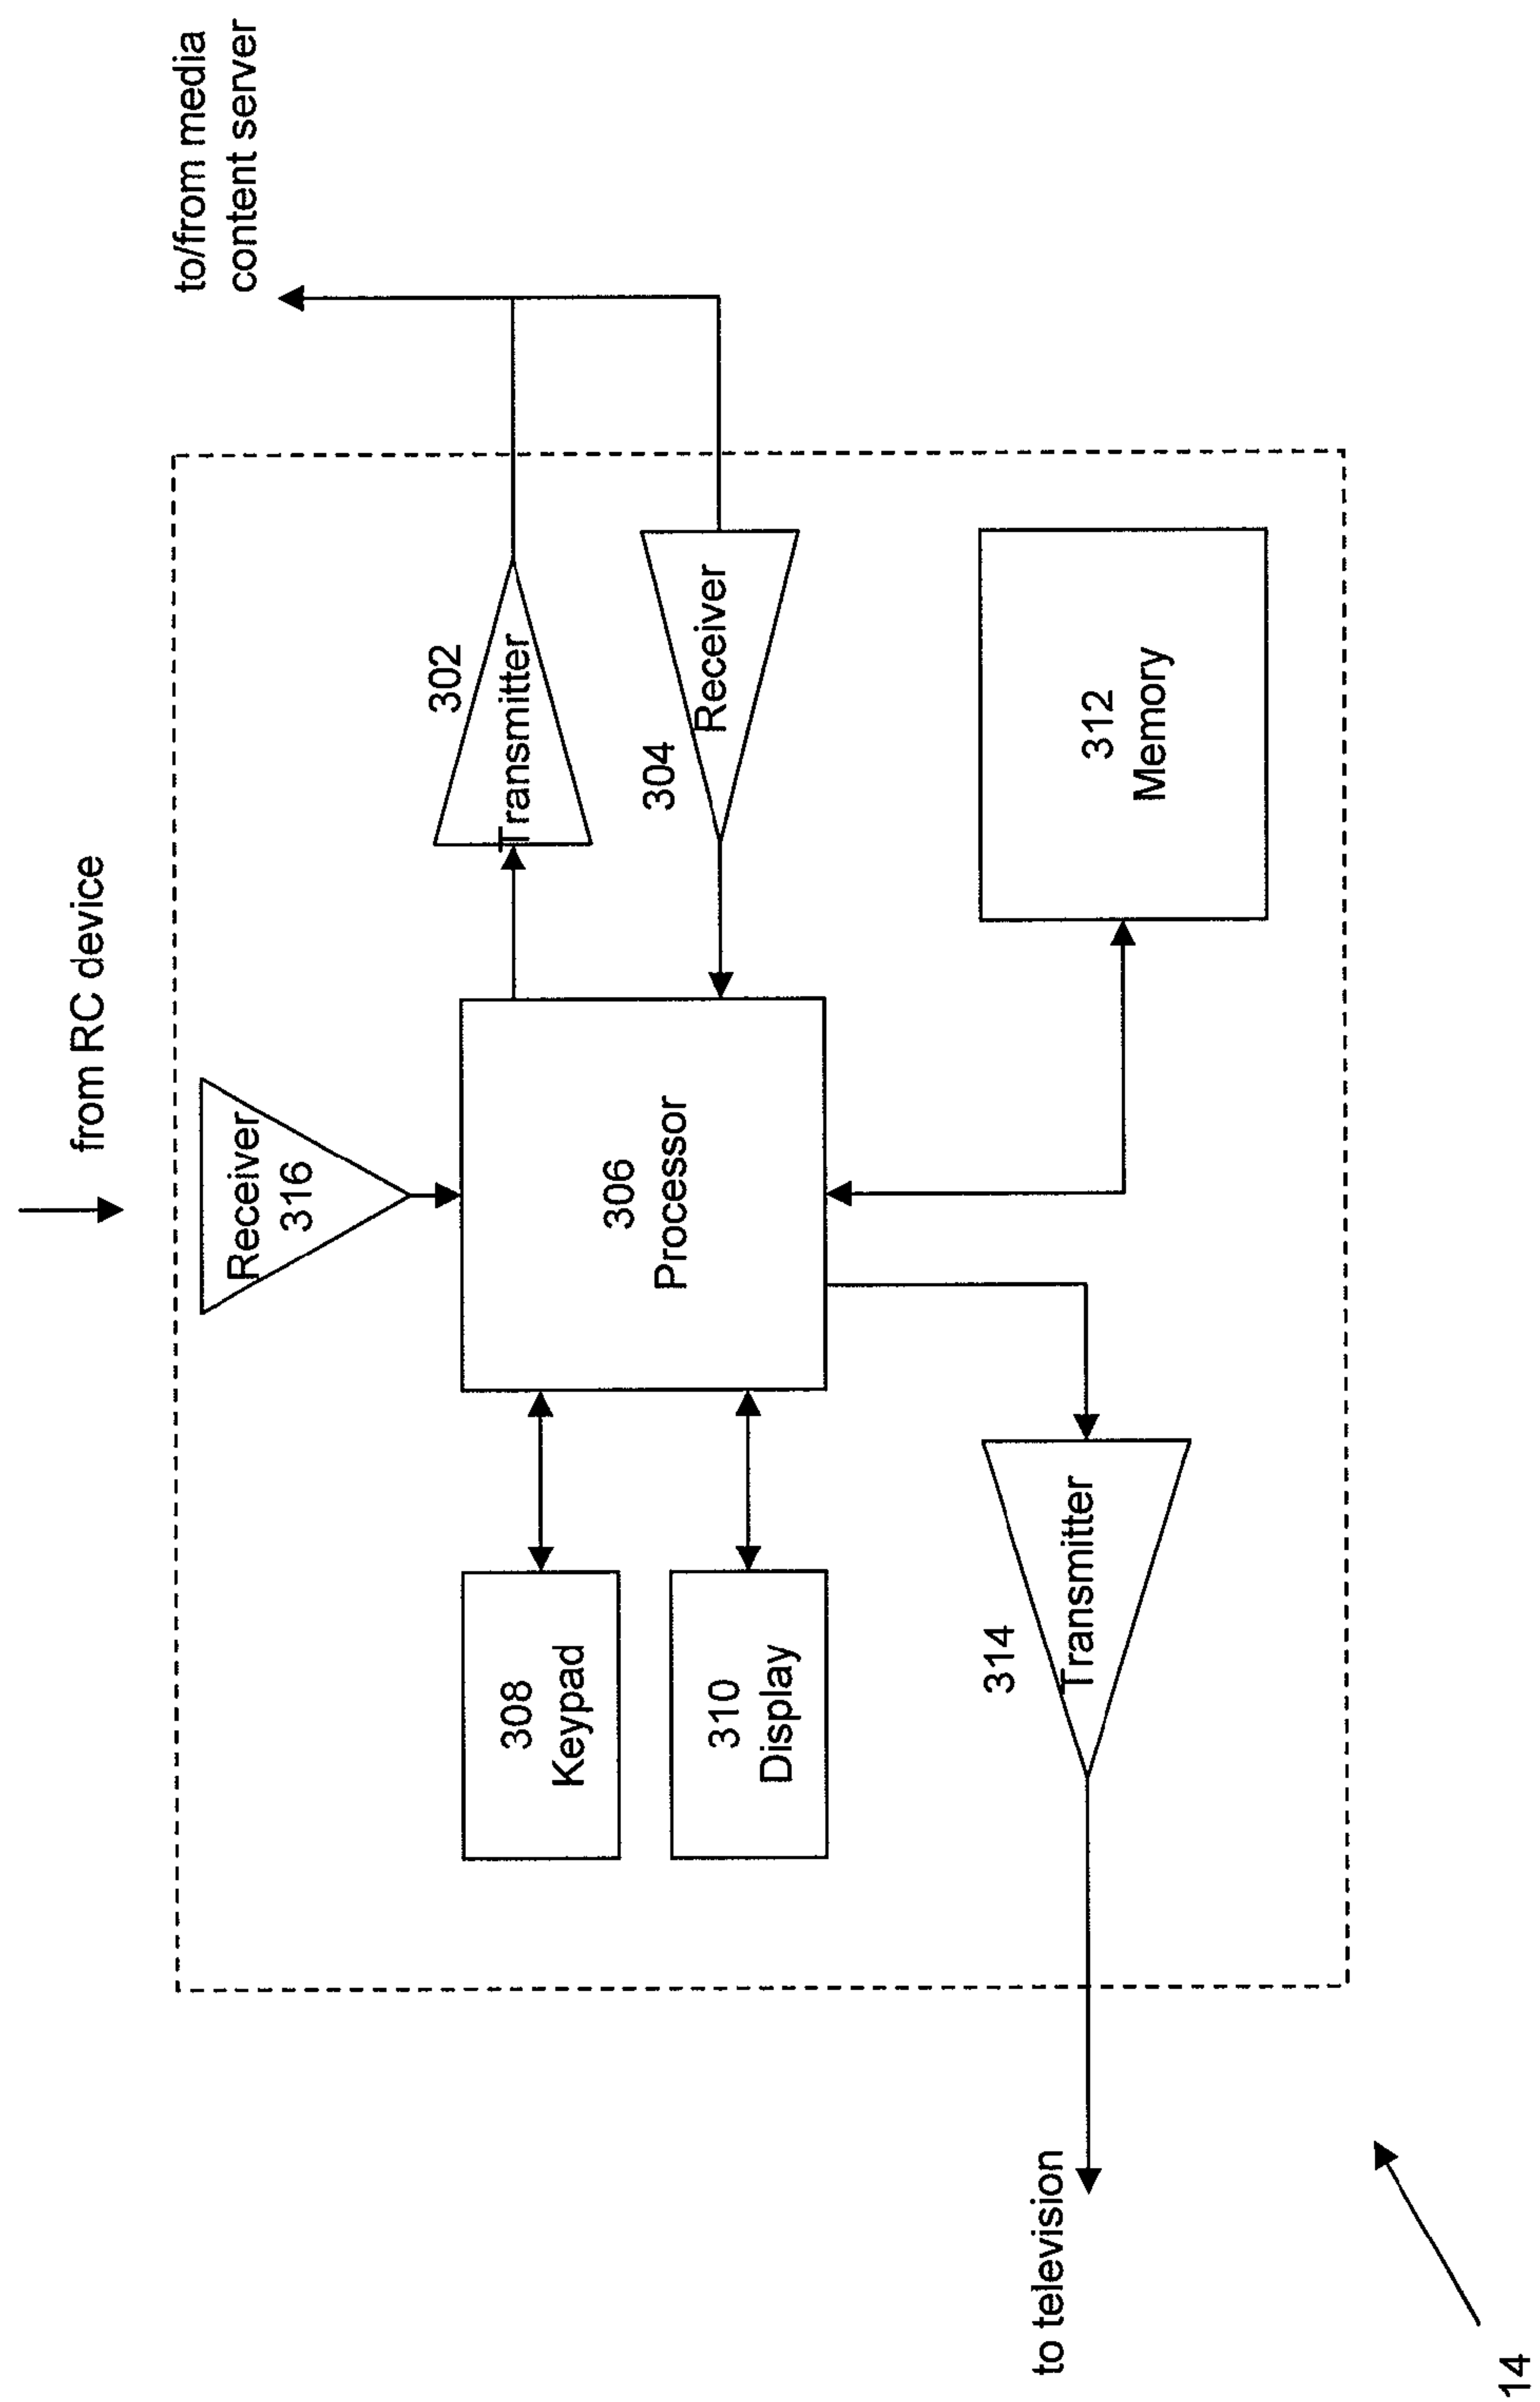 from RC device
to/from media
content server
Receiver
316
302
Transmitter
304
Receiver
306
Processor
308
Keypad
310
Display
312
Memory
314
Transmitter
to television
14